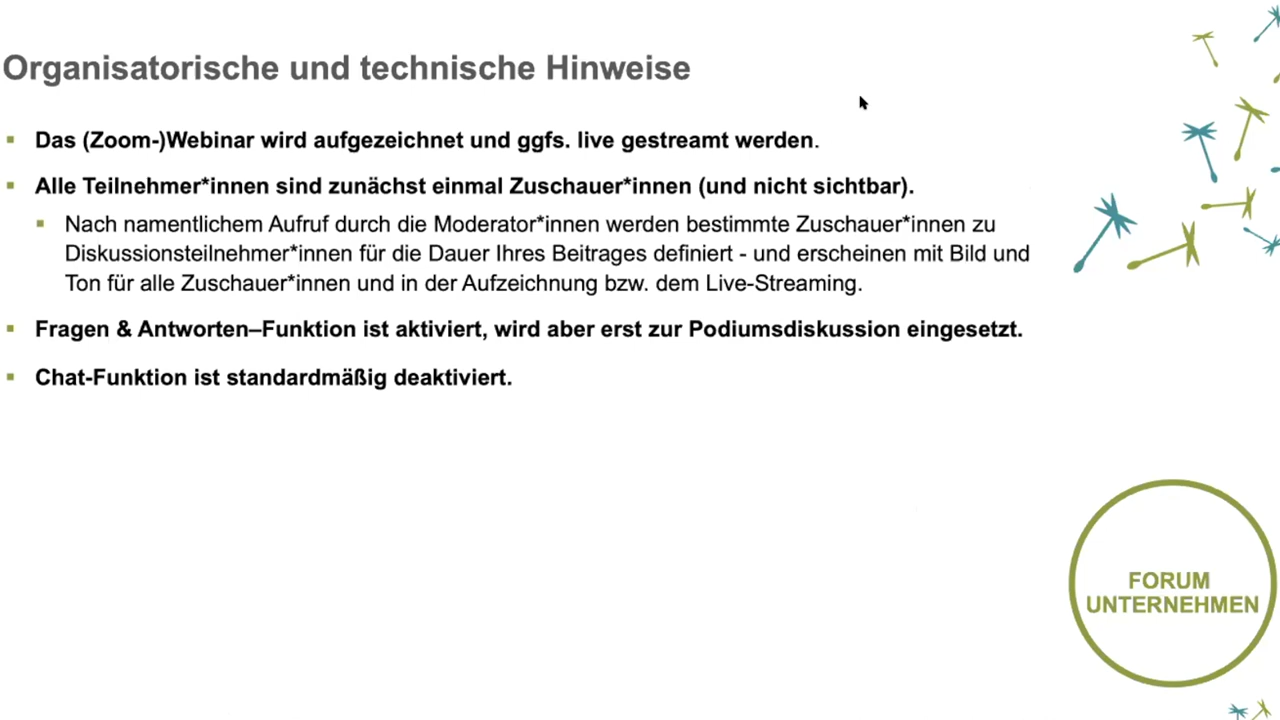 Organisatorische und technische Hinweise
Das (Zoom-)Webinar wird aufgezeichnet und ggfs. live gestreamt werden.
Alle Teilnehmer*innen sind zunächst einmal Zuschauer*innen (und nicht sichtbar).
Nach namentlichem Aufruf durch die Moderator*innen werden bestimmte Zuschauer*innen zu
Diskussionsteilnehmer*innen für die Dauer Ihres Beitrages definiert - und erscheinen mit Bild und
Ton für alle Zuschauer*innen und in der Aufzeichnung bzw. dem Live-Streaming.
Fragen & Antworten–Funktion ist aktiviert, wird aber erst zur Podiumsdiskussion eingesetzt.
Chat-Funktion ist standardmäßig deaktiviert.
FORUM
UNTERNEHMEN